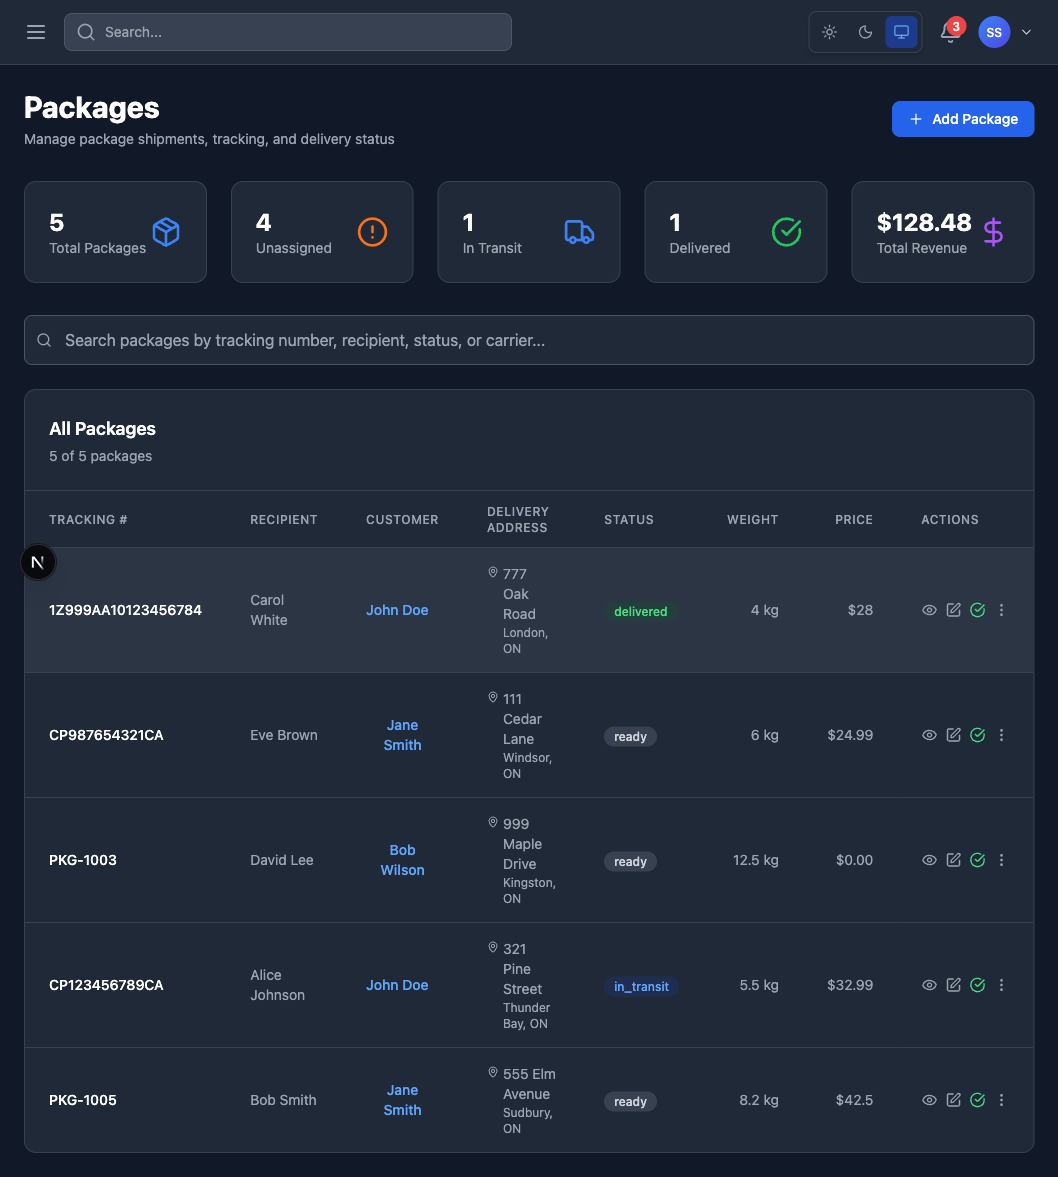 Search...
3
SS
Packages
Manage package shipments, tracking, and delivery status
+ Add Package
5
Total Packages
4
Unassigned
1
In Transit
1
Delivered
$128.48
Total Revenue
$
Search packages by tracking number, recipient, status, or carrier...
All Packages
5 of 5 packages
TRACKING #
RECIPIENT
CUSTOMER
DELIVERY
ADDRESS
STATUS
WEIGHT
PRICE
ACTIONS
N
1Z999AA10123456784
Carol
White
John Doe
777
Oak
Road
London,
ON
delivered
4 kg
$28
CP987654321CA
Eve Brown
Jane
Smith
111
Cedar
Lane
Windsor,
ON
ready
6 kg
$24.99
PKG-1003
David Lee
Bob
Wilson
999
Maple
Drive
Kingston,
ON
ready
12.5 kg
$0.00
CP123456789CA
Alice
Johnson
John Doe
321
Pine
Street
Thunder
Bay, ON
in_transit
5.5 kg
$32.99
PKG-1005
Bob Smith
Jane
Smith
555 Elm
Avenue
Sudbury,
ON
ready
8.2 kg
$42.5